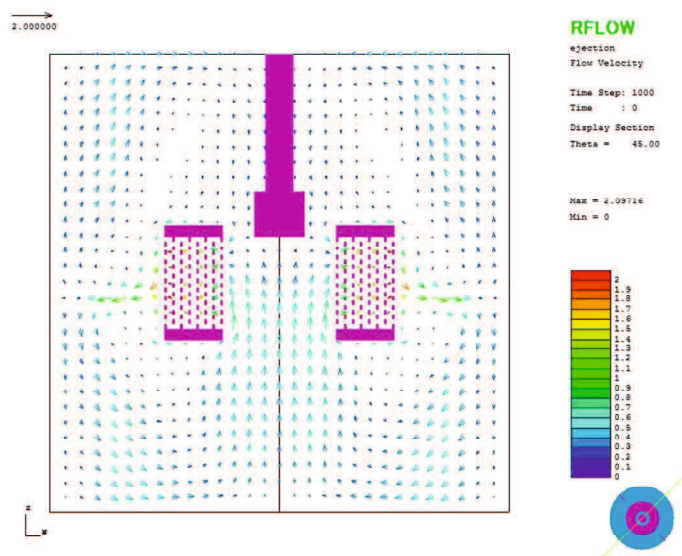 2.000000
RFLOW
ejection
Flow Velocity
Time Step: 1000
Time : 0
Display Section
Theta = 45.00
Max = 2.09716
Min = 0
2
1.9
1.8
1.7
1.6
1.5
1.4
1.3
1.2
1.1
1
0.9
0.8
0.7
0.6
0.5
0.4
0.3
0.2
0.1
0
z